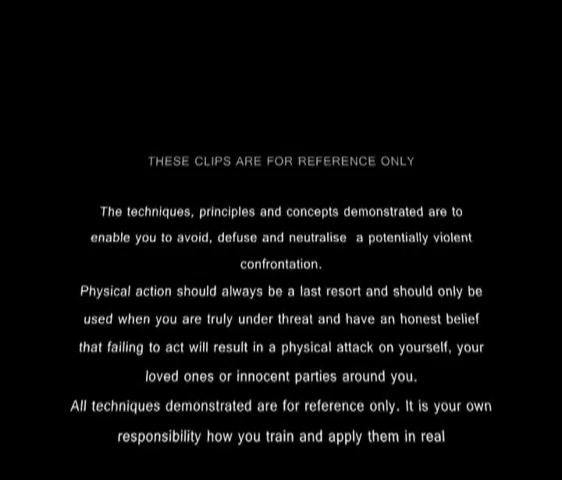 THESE CLIPS ARE FOR REFERENCE ONLY
The techniques, principles and concepts demonstrated are to
enable you to avoid, defuse and neutralise  a potentially violent
confrontation.
Physical action should always be a last resort and should only be
used when you are truly under threat and have an honest belief
that failing to act will result in a physical attack on yourself, your
loved ones or innocent parties around you.
All techniques demonstrated are for reference only. It is your own
responsibility how you train and apply them in real